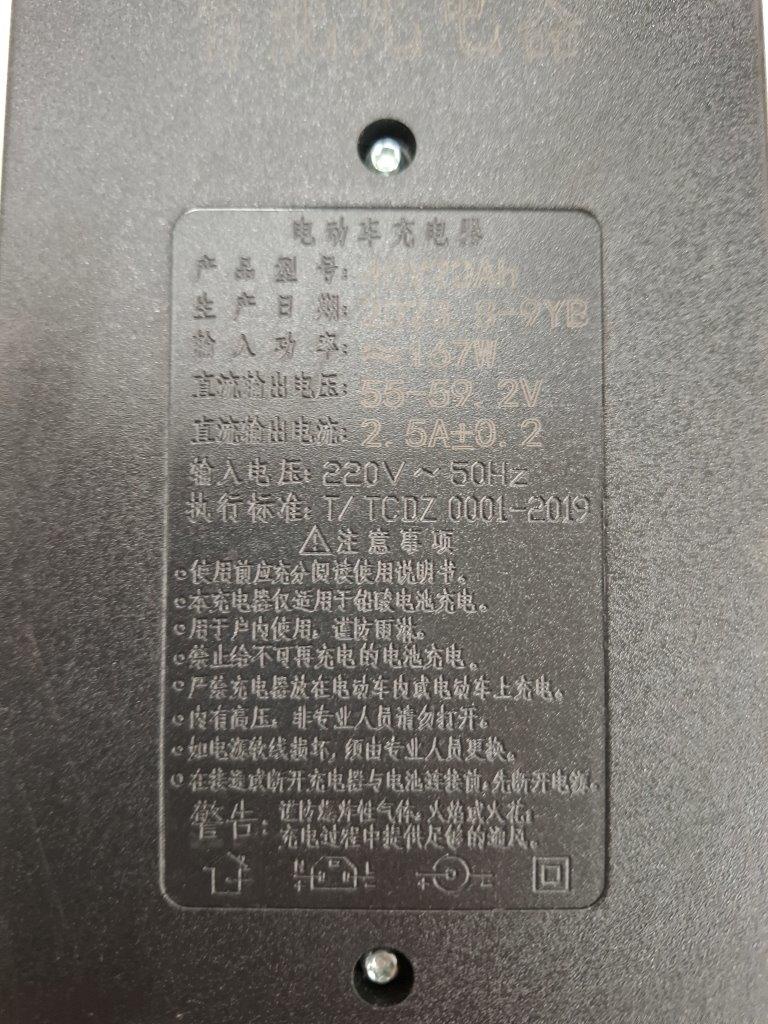 智能充电器
电动车充电器
产品型号: 48V32Ah
生产日期: 2023.8-9YB
输入功率: ≈167W
直流输出电压: 55-59.2V
直流输出电流: 2.5A±0.2
输入电压: 220V～50Hz
执行标准: T/TCDZ 0001-2019
⚠注意事项
使用前应充分阅读使用说明书。
本充电器仅适用于铅酸电池充电。
用于户内使用，谨防雨淋。
禁止给不可再充电的电池充电。
严禁充电器放在电动车内或电动车上充电。
内有高压，非专业人员请勿打开。
如电源软线损坏，须由专业人员更换。
在接通或断开充电器与电池连接前，先断开电源。
警告: 谨防爆炸性气体，火焰或火花；
充电过程中提供足够的通风。